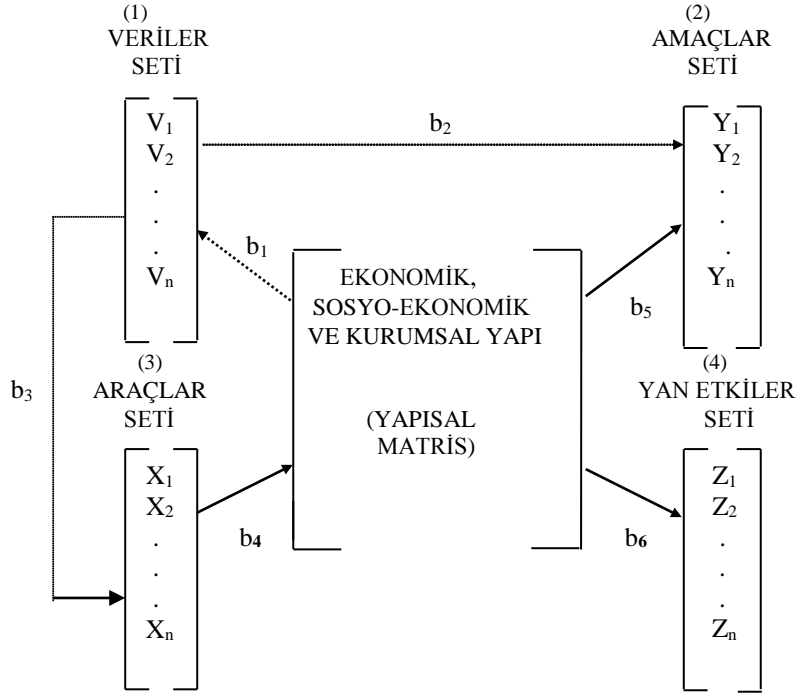 (1)
VERİLER
SETİ
V1
V2
.
.
.
Vn
(2)
AMAÇLAR
SETİ
Y1
Y2
.
.
.
Yn
b2
b1
EKONOMİK,
SOSYO-EKONOMİK
VE KURUMSAL YAPI
(YAPISAL
MATRİS)
b5
b3
(3)
ARAÇLAR
SETİ
X1
X2
.
.
.
Xn
b4
b6
(4)
YAN ETKİLER
SETİ
Z1
Z2
.
.
.
Zn